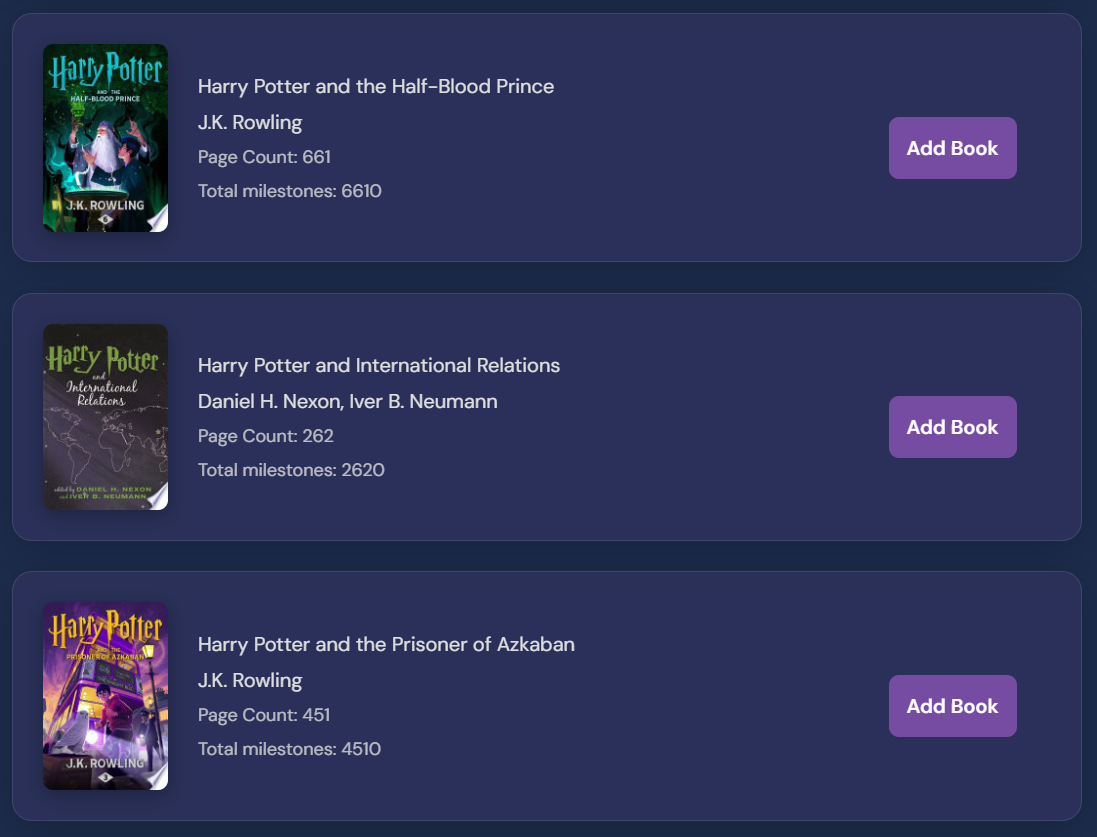 Harry Potter
AND THE
HALF-BLOOD PRINCE
J.K. ROWLING
6
Harry Potter and the Half-Blood Prince
J.K. Rowling
Page Count: 661
Total milestones: 6610
Add Book
Harry Potter
and
International
Relations
edited by DANIEL H. NEXON
and IVER B. NEUMANN
Harry Potter and International Relations
Daniel H. Nexon, Iver B. Neumann
Page Count: 262
Total milestones: 2620
Add Book
Harry Potter
AND THE
PRISONER OF AZKABAN
J.K. ROWLING
3
Harry Potter and the Prisoner of Azkaban
J.K. Rowling
Page Count: 451
Total milestones: 4510
Add Book